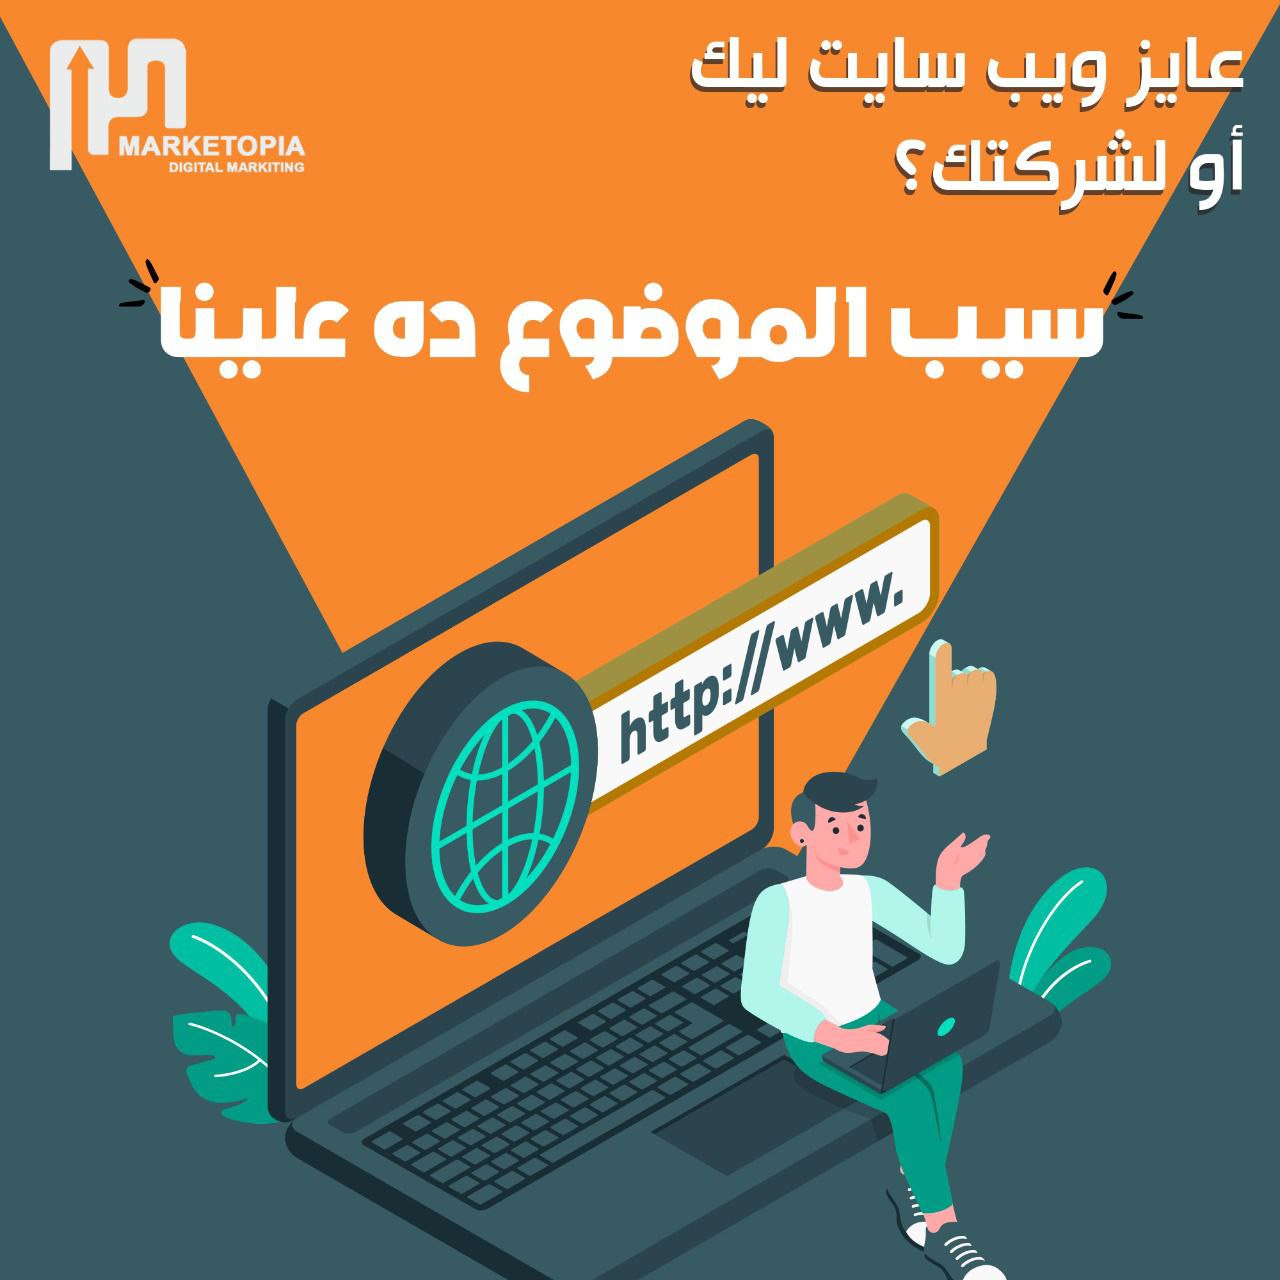 عايز ويب سايت ليك
أو لشركتك؟
MARKETOPIA
DIGITAL MARKITING
سيب الموضوع ده علينا
http://www.